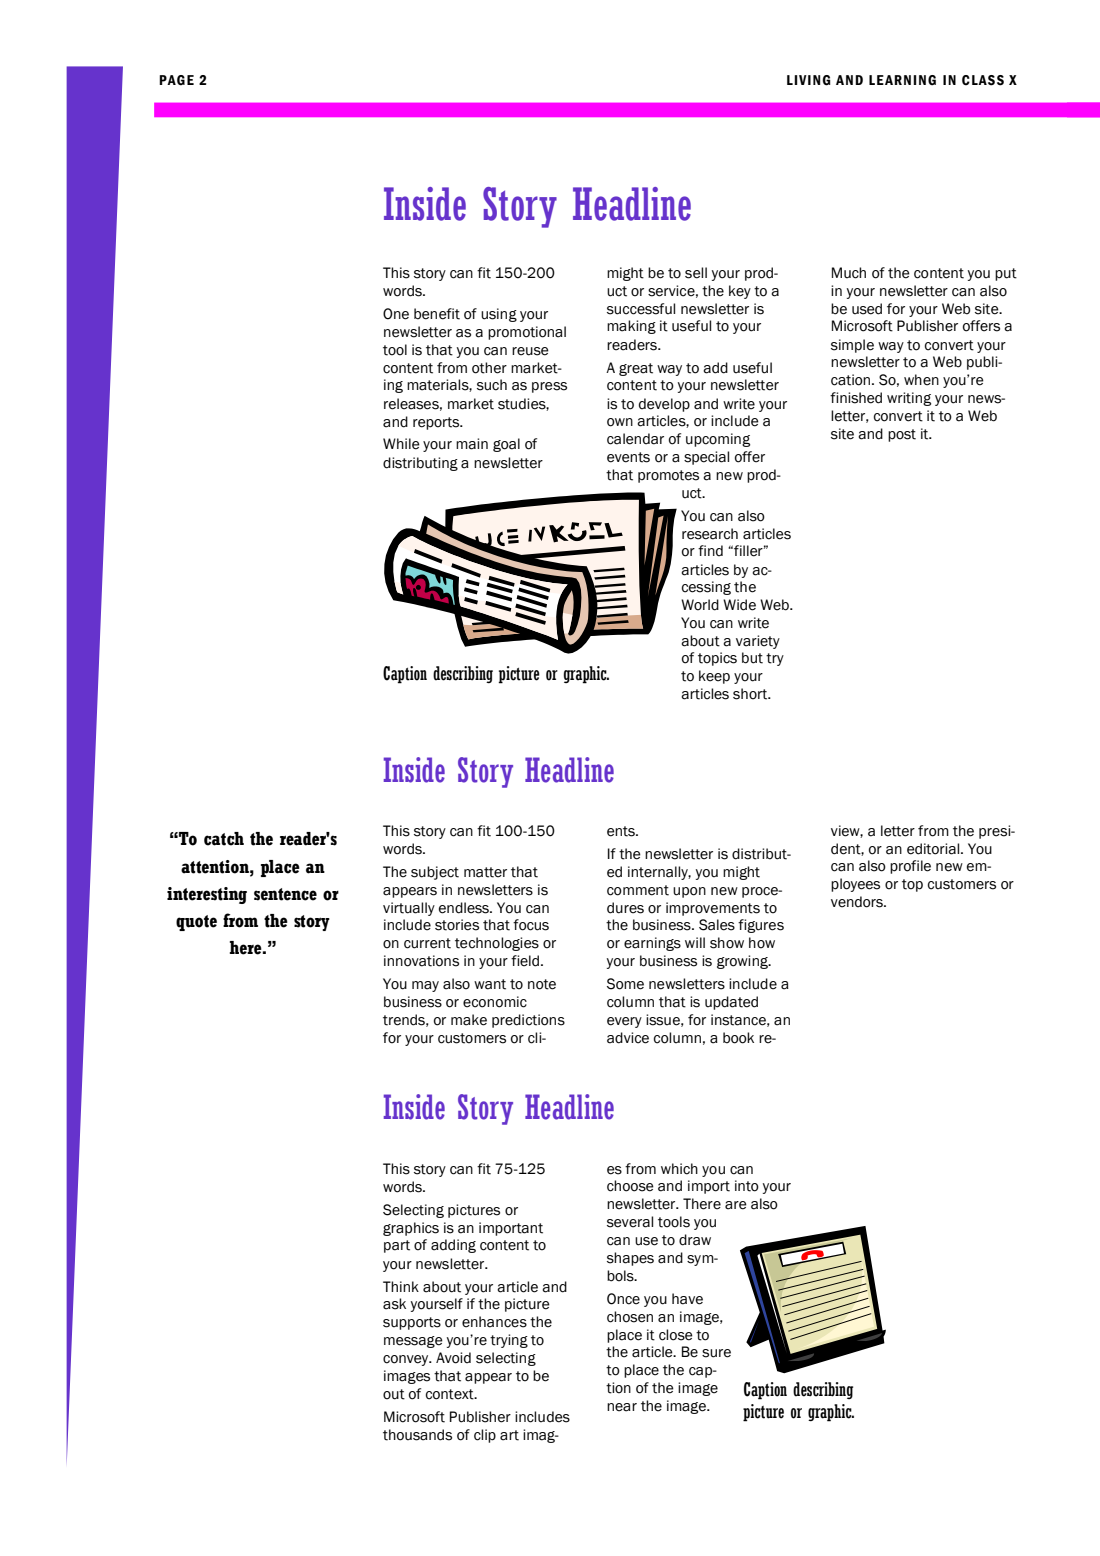 PAGE 2
LIVING AND LEARNING IN CLASS X
Inside Story Headline
This story can fit 150-200
words.
One benefit of using your
newsletter as a promotional
tool is that you can reuse
content from other market-
ing materials, such as press
releases, market studies,
and reports.
While your main goal of
distributing a newsletter
might be to sell your prod-
uct or service, the key to a
successful newsletter is
making it useful to your
readers.
A great way to add useful
content to your newsletter
is to develop and write your
own articles, or include a
calendar of upcoming
events or a special offer
that promotes a new prod-
uct.
You can also
research articles
or find “filler”
articles by ac-
cessing the
World Wide Web.
You can write
about a variety
of topics but try
to keep your
articles short.
Much of the content you put
in your newsletter can also
be used for your Web site.
Microsoft Publisher offers a
simple way to convert your
newsletter to a Web publi-
cation. So, when you’re
finished writing your news-
letter, convert it to a Web
site and post it.
Caption describing picture or graphic.
Inside Story Headline
“To catch the reader's
attention, place an
interesting sentence or
quote from the story
here.”
This story can fit 100-150
words.
The subject matter that
appears in newsletters is
virtually endless. You can
include stories that focus
on current technologies or
innovations in your field.
You may also want to note
business or economic
trends, or make predictions
for your customers or cli-
ents.
If the newsletter is distribut-
ed internally, you might
comment upon new proce-
dures or improvements to
the business. Sales figures
or earnings will show how
your business is growing.
Some newsletters include a
column that is updated
every issue, for instance, an
advice column, a book re-
view, a letter from the presi-
dent, or an editorial. You
can also profile new em-
ployees or top customers or
vendors.
Inside Story Headline
This story can fit 75-125
words.
Selecting pictures or
graphics is an important
part of adding content to
your newsletter.
Think about your article and
ask yourself if the picture
supports or enhances the
message you’re trying to
convey. Avoid selecting
images that appear to be
out of context.
Microsoft Publisher includes
thousands of clip art imag-
es from which you can
choose and import into your
newsletter. There are also
several tools you
can use to draw
shapes and sym-
bols.
Once you have
chosen an image,
place it close to
the article. Be sure
to place the cap-
tion of the image
near the image.
Caption describing
picture or graphic.